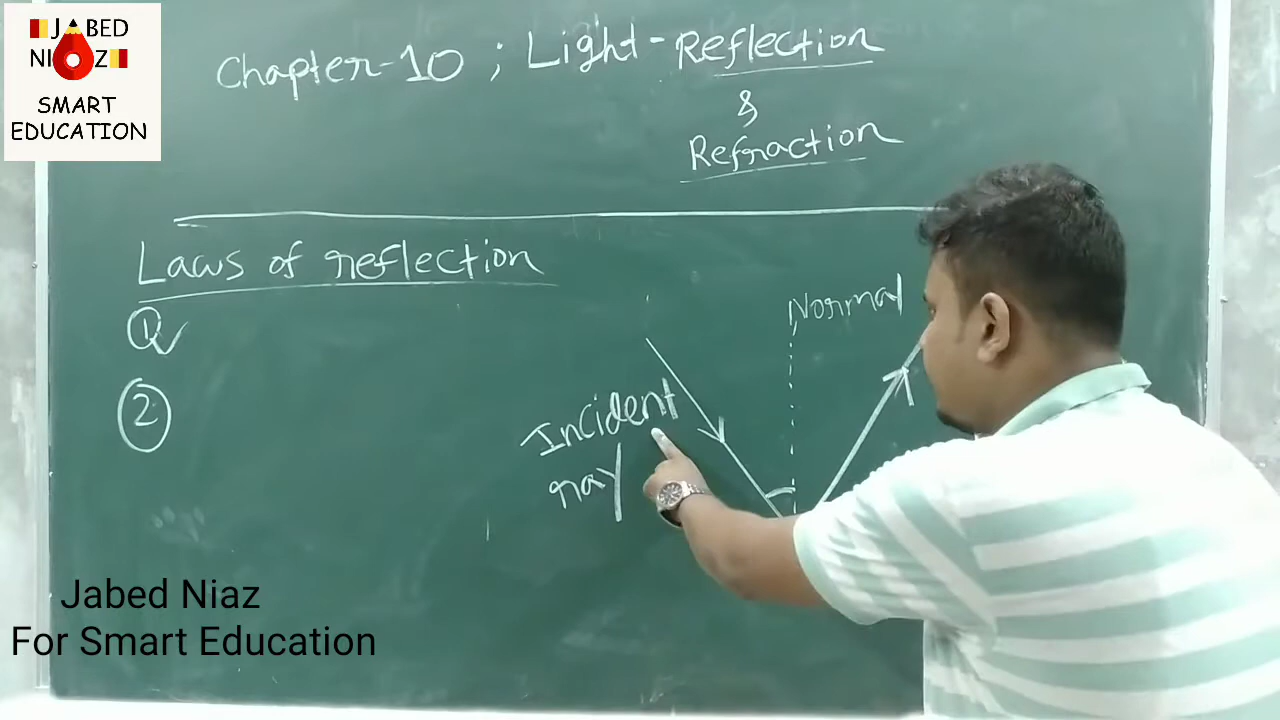 JABED
NIAZ
SMART
EDUCATION
Chapter-10 ; Light - Reflection
&
Refraction
Laws of reflection
①
②
Normal
Incident
ray
Jabed Niaz
For Smart Education